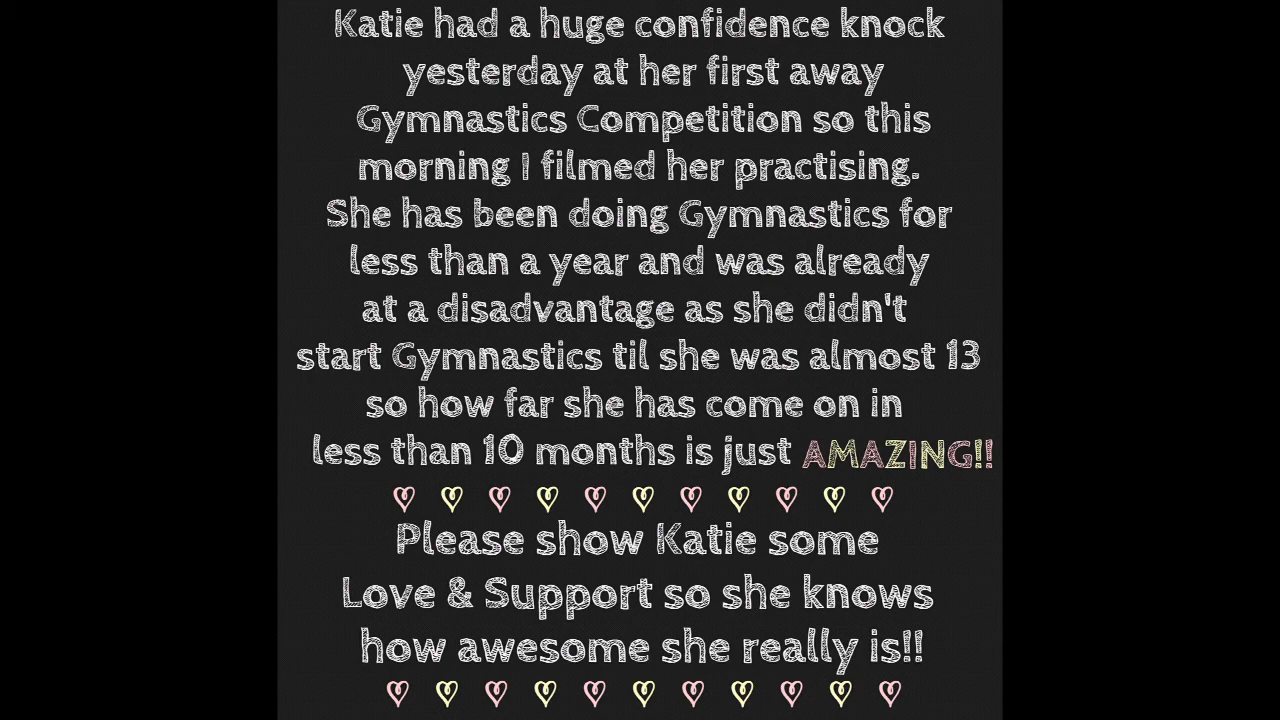 Katie had a huge confidence knock
yesterday at her first away
Gymnastics Competition so this
morning I filmed her practising.
She has been doing Gymnastics for
less than a year and was already
at a disadvantage as she didn't
start Gymnastics til she was almost 13
so how far she has come on in
less than 10 months is just AMAZING!!
Please show Katie some
Love & Support so she knows
how awesome she really is!!